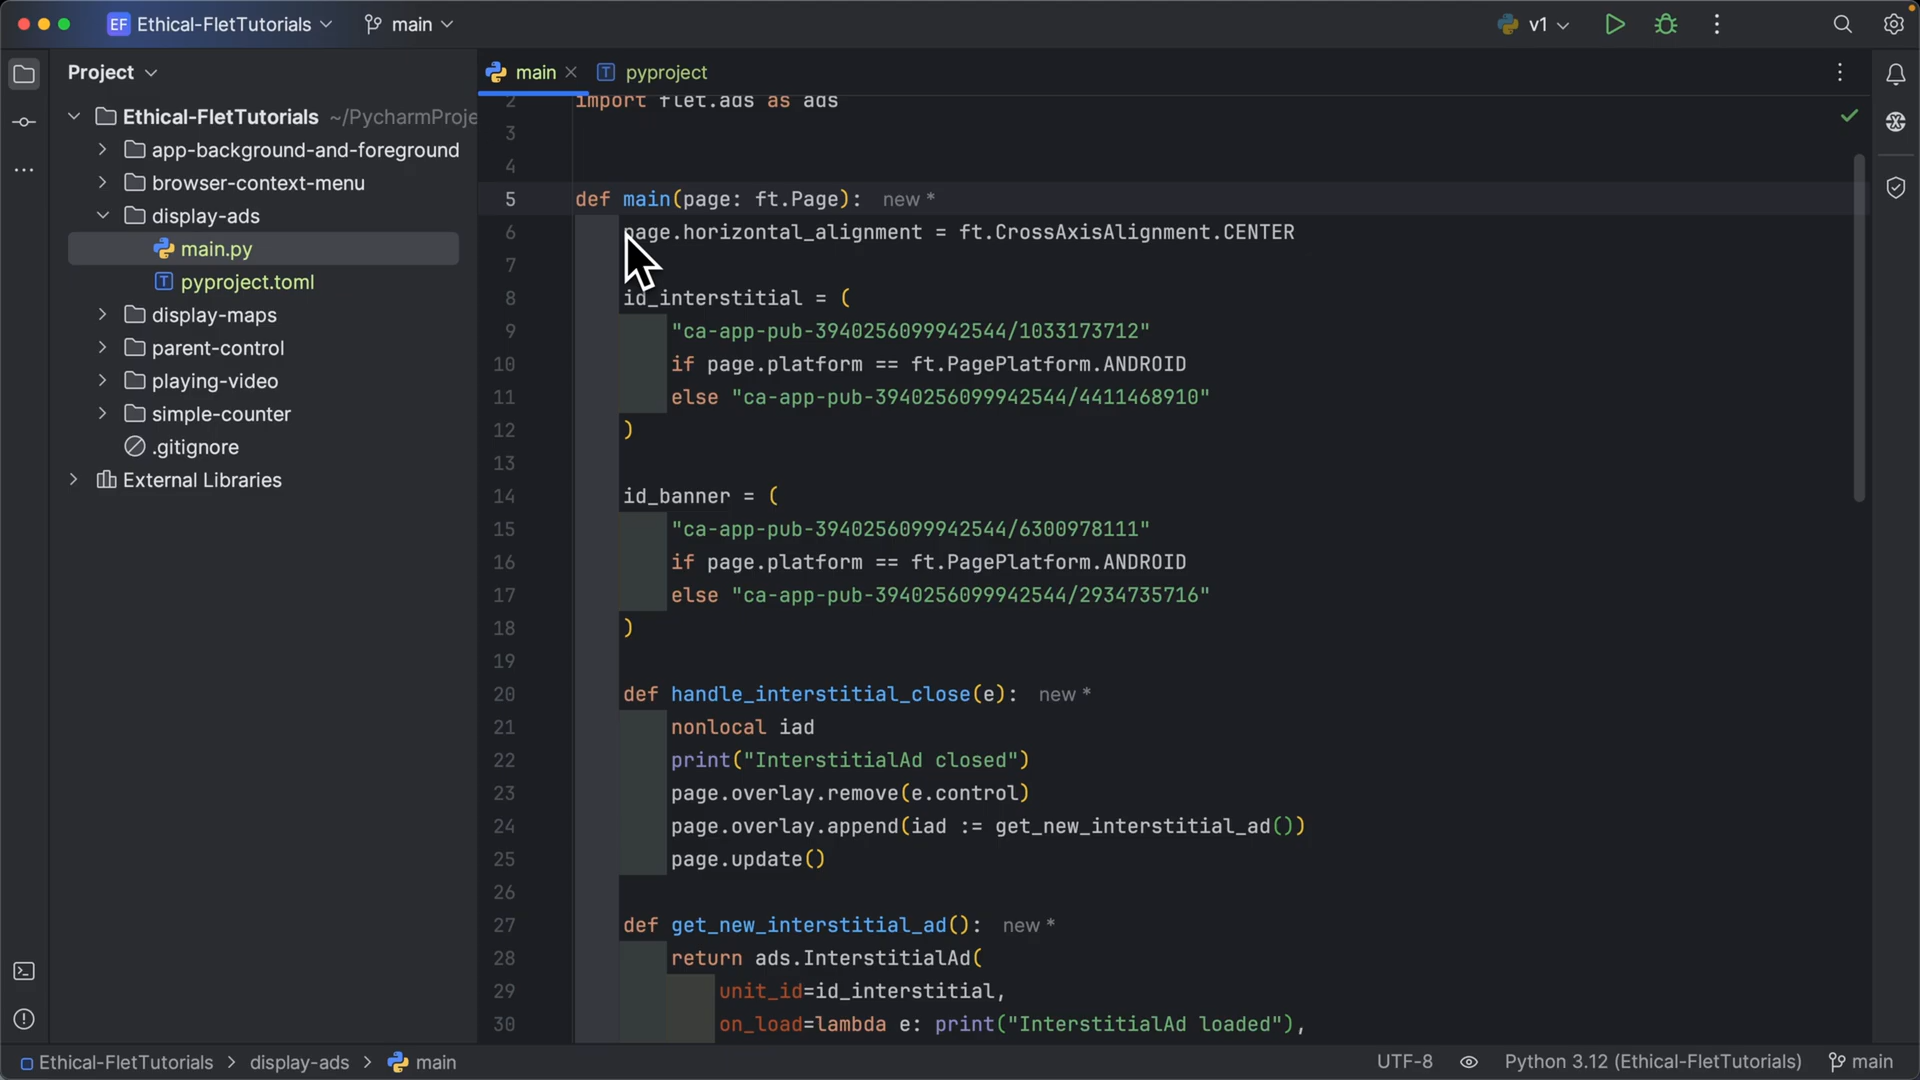 EF Ethical-FletTutorials main v1
Project
main pyproject
Ethical-FletTutorials ~/PycharmProje
app-background-and-foreground
browser-context-menu
display-ads
main.py
pyproject.toml
display-maps
parent-control
playing-video
simple-counter
.gitignore
External Libraries
2 import flet.ads as ads
3
4
5 def main(page: ft.Page): new *
6 page.horizontal_alignment = ft.CrossAxisAlignment.CENTER
7
8 id_interstitial = (
9 "ca-app-pub-3940256099942544/1033173712"
10 if page.platform == ft.PagePlatform.ANDROID
11 else "ca-app-pub-3940256099942544/4411468910"
12 )
13
14 id_banner = (
15 "ca-app-pub-3940256099942544/6300978111"
16 if page.platform == ft.PagePlatform.ANDROID
17 else "ca-app-pub-3940256099942544/2934735716"
18 )
19
20 def handle_interstitial_close(e): new *
21 nonlocal iad
22 print("InterstitialAd closed")
23 page.overlay.remove(e.control)
24 page.overlay.append(iad := get_new_interstitial_ad())
25 page.update()
26
27 def get_new_interstitial_ad(): new *
28 return ads.InterstitialAd(
29 unit_id=id_interstitial,
30 on_load=lambda e: print("InterstitialAd loaded"),
Ethical-FletTutorials > display-ads > main UTF-8 Python 3.12 (Ethical-FletTutorials) main